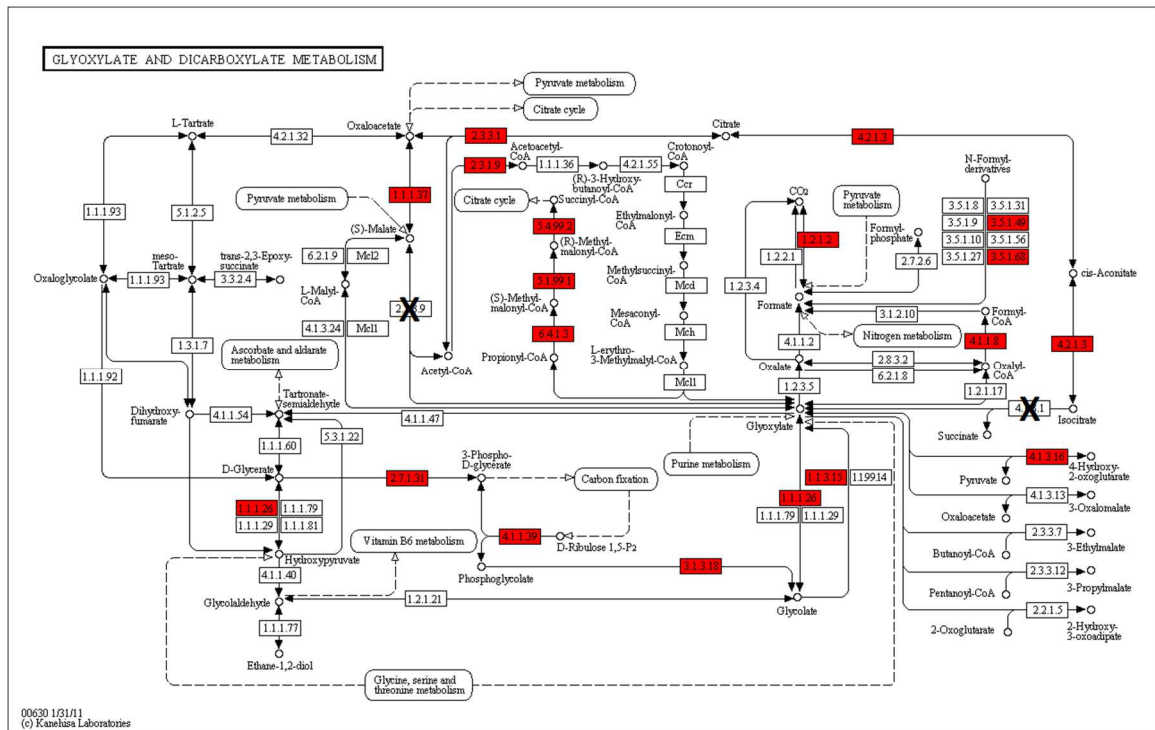 GLYOXYLATE AND DICARBOXYLATE METABOLISM
Pyruvate metabolism
Citrate cycle
L-Tartrate
4.2.1.32
Oxaloacetate
2.3.3.1
Citrate
4.2.1.3
Acetoacetyl-
CoA
2.3.1.9
1.1.1.36
4.2.1.55
Crotonoyl-
CoA
(R)-3-Hydroxy-
butanoyl-CoA
Ccr
N-Formyl-
derivatives
1.1.1.93
5.1.2.5
Pyruvate metabolism
1.1.1.37
Citrate cycle
Succinyl-CoA
5.4.99.2
Ethylmalonyl-
CoA
CO2
Pyruvate
metabolism
3.5.1.8
3.5.1.31
3.5.1.9
3.5.1.49
3.5.1.10
3.5.1.56
3.5.1.27
3.5.1.68
(S)-Malate
(R)-Methyl-
malonyl-CoA
Ecm
1.2.1.2
Formyl
phosphate
1.2.2.1
2.7.2.6
6.2.1.9
Mcl2
Oxaloglycolate
1.1.1.93
meso-
Tartrate
3.3.2.4
trans-2,3-Epoxy-
succinate
5.1.99.1
Methylsuccinyl-
CoA
Mcd
1.2.3.4
cis-Aconitate
L-Malyl-
CoA
(S)-Methyl-
malonyl-CoA
Mesaconyl-
CoA
Formate
3.1.2.10
Formyl-
CoA
4.1.3.24
Mcl1
6.4.1.3
Mch
Nitrogen metabolism
4.1.1.8
4.2.1.3
1.3.1.7
Ascorbate and aldarate
metabolism
Acetyl-CoA
Propionyl-CoA
L-erythro-
3-Methylmalyl-CoA
Mcl1
4.1.1.2
Oxalate
2.8.3.2
6.2.1.8
Oxalyl-
CoA
1.1.1.92
1.2.3.5
1.2.1.17
Dihydroxy-
fumarate
4.1.1.54
Tartronate-
semialdehyde
4.1.1.47
Glyoxylate
Succinate
Isocitrate
5.3.1.22
1.1.1.60
Purine metabolism
D-Glycerate
2.7.1.31
3-Phospho-
D-glycerate
Carbon fixation
1.1.3.15
1.1.99.14
Pyruvate
4.1.3.16
4-Hydroxy-
2-oxoglutarate
1.1.1.26
1.1.1.79
1.1.1.29
1.1.1.81
1.1.1.26
1.1.1.79
1.1.1.29
Oxaloacetate
4.1.3.13
3-Oxalomalate
Vitamin B6 metabolism
4.1.1.39
D-Ribulose 1,5-P2
Butanoyl-CoA
2.3.3.7
3-Ethylmalate
Hydroxypyruvate
4.1.1.40
Phosphoglycolate
3.1.3.18
Pentanoyl-CoA
2.3.3.12
3-Propylmalate
Glycolaldehyde
1.2.1.21
Glycolate
2-Oxoglutarate
2.2.1.5
2-Hydroxy-
3-oxoadipate
1.1.1.77
Ethane-1,2-diol
Glycine, serine and
threonine metabolism
00630 1/31/11
(c) Kanehisa Laboratories